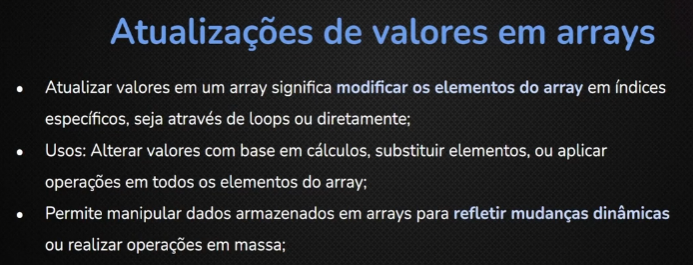 Atualizações de valores em arrays
• Atualizar valores em um array significa modificar os elementos do array em índices
específicos, seja através de loops ou diretamente;
• Usos: Alterar valores com base em cálculos, substituir elementos, ou aplicar
operações em todos os elementos do array;
• Permite manipular dados armazenados em arrays para refletir mudanças dinâmicas
ou realizar operações em massa;